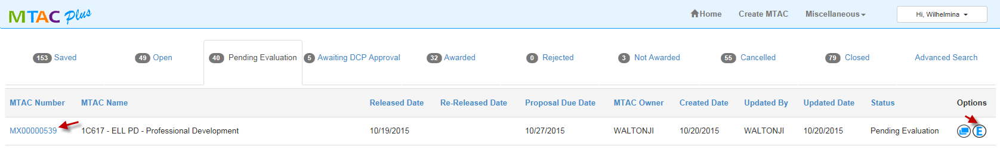 MTAC Plus Home Create MTAC Miscellaneous Hi, Wilhelmina
153 Saved 49 Open 40 Pending Evaluation 5 Awaiting DCP Approval 32 Awarded 0 Rejected 3 Not Awarded 55 Cancelled 79 Closed Advanced Search
MTAC Number MTAC Name Released Date Re-Released Date Proposal Due Date MTAC Owner Created Date Updated By Updated Date Status Options
MX00000539 1C617 - ELL PD - Professional Development 10/19/2015 10/27/2015 WALTONJI 10/20/2015 WALTONJI 10/20/2015 Pending Evaluation E